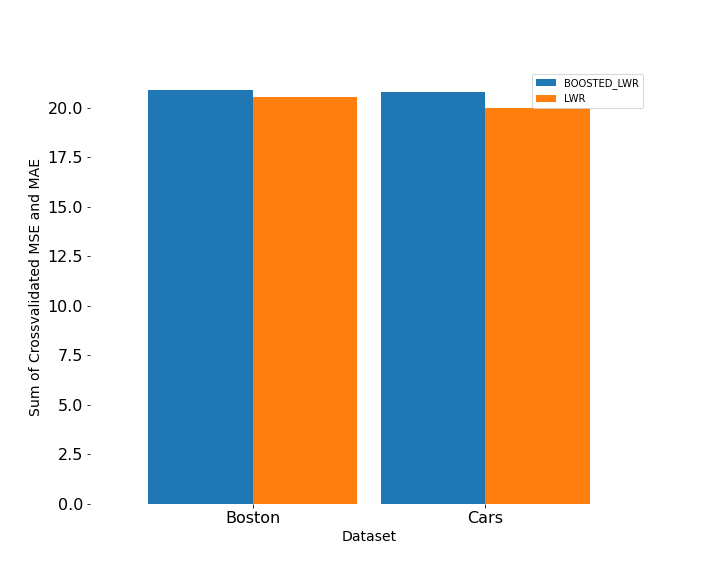 BOOSTED_LWR
LWR
20.0
17.5
15.0
12.5
10.0
7.5
5.0
2.5
0.0
Sum of Crossvalidated MSE and MAE
Boston
Cars
Dataset